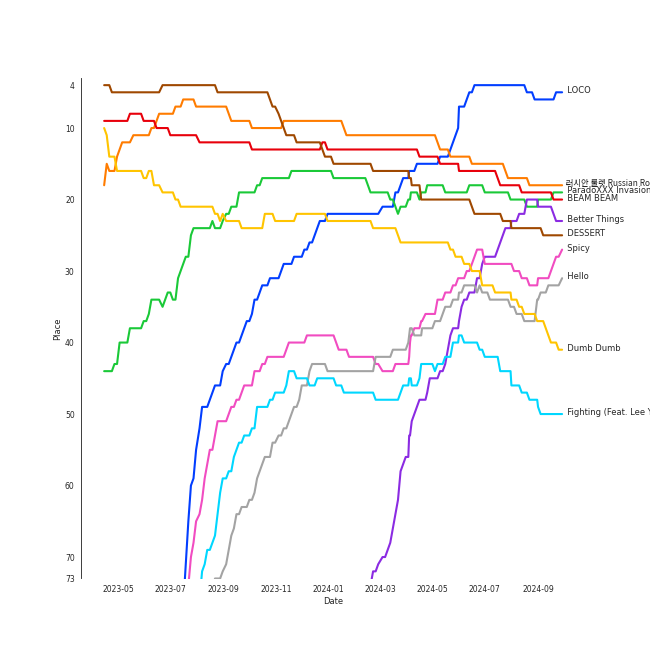 4
10
20
30
40
50
60
70
73
Place
2023-05
2023-07
2023-09
2023-11
2024-01
2024-03
2024-05
2024-07
2024-09
Date
LOCO
러시안 룰렛 Russian Ro
ParadoXXX Invasion
BEAM BEAM
Better Things
DESSERT
Spicy
Hello
Dumb Dumb
Fighting (Feat. Lee Y